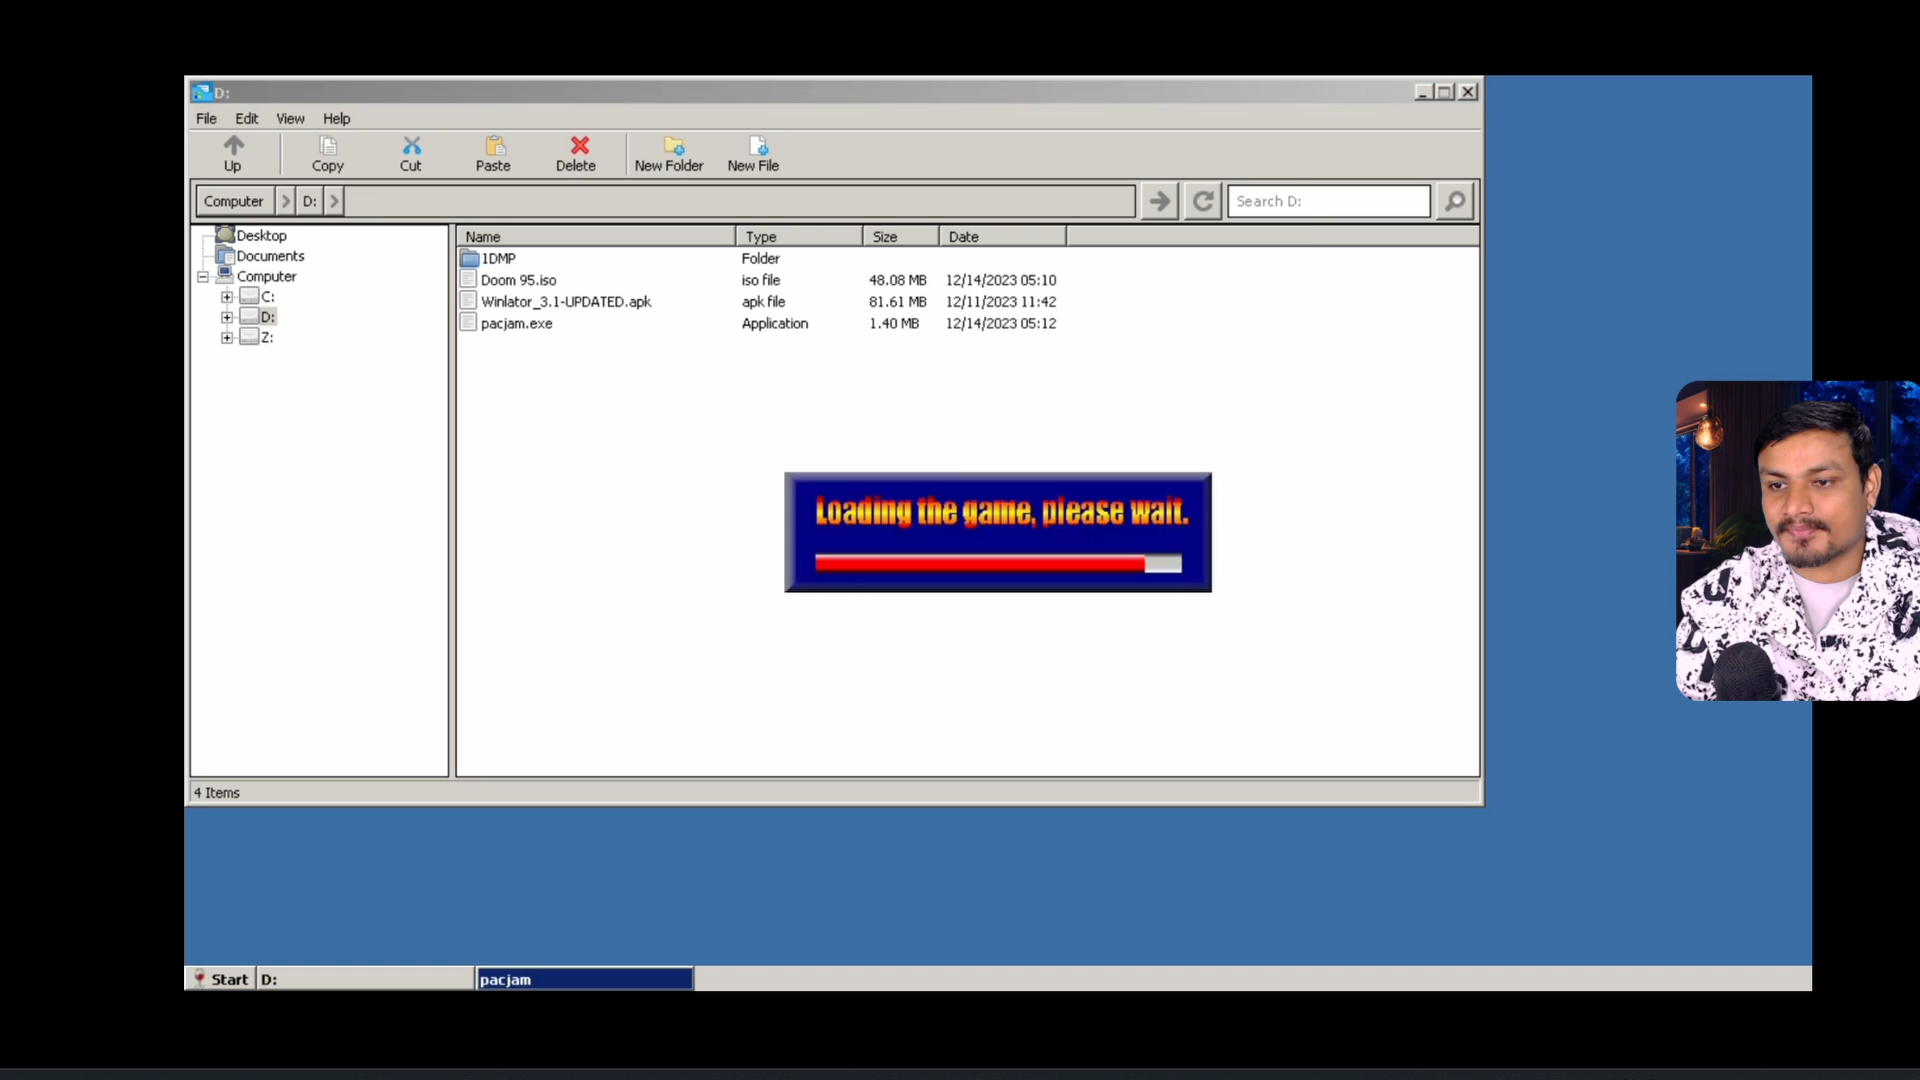 D:
File Edit View Help
Up Copy Cut Paste Delete New Folder New File
Computer D: Search D:
Desktop
Documents
Computer
C:
D:
Z:
Name Type Size Date
1DMP Folder
Doom 95.iso iso file 48.08 MB 12/14/2023 05:10
Winlator_3.1-UPDATED.apk apk file 81.61 MB 12/11/2023 11:42
pacjam.exe Application 1.40 MB 12/14/2023 05:12
Loading the game, please wait.
4 Items
Start D: pacjam